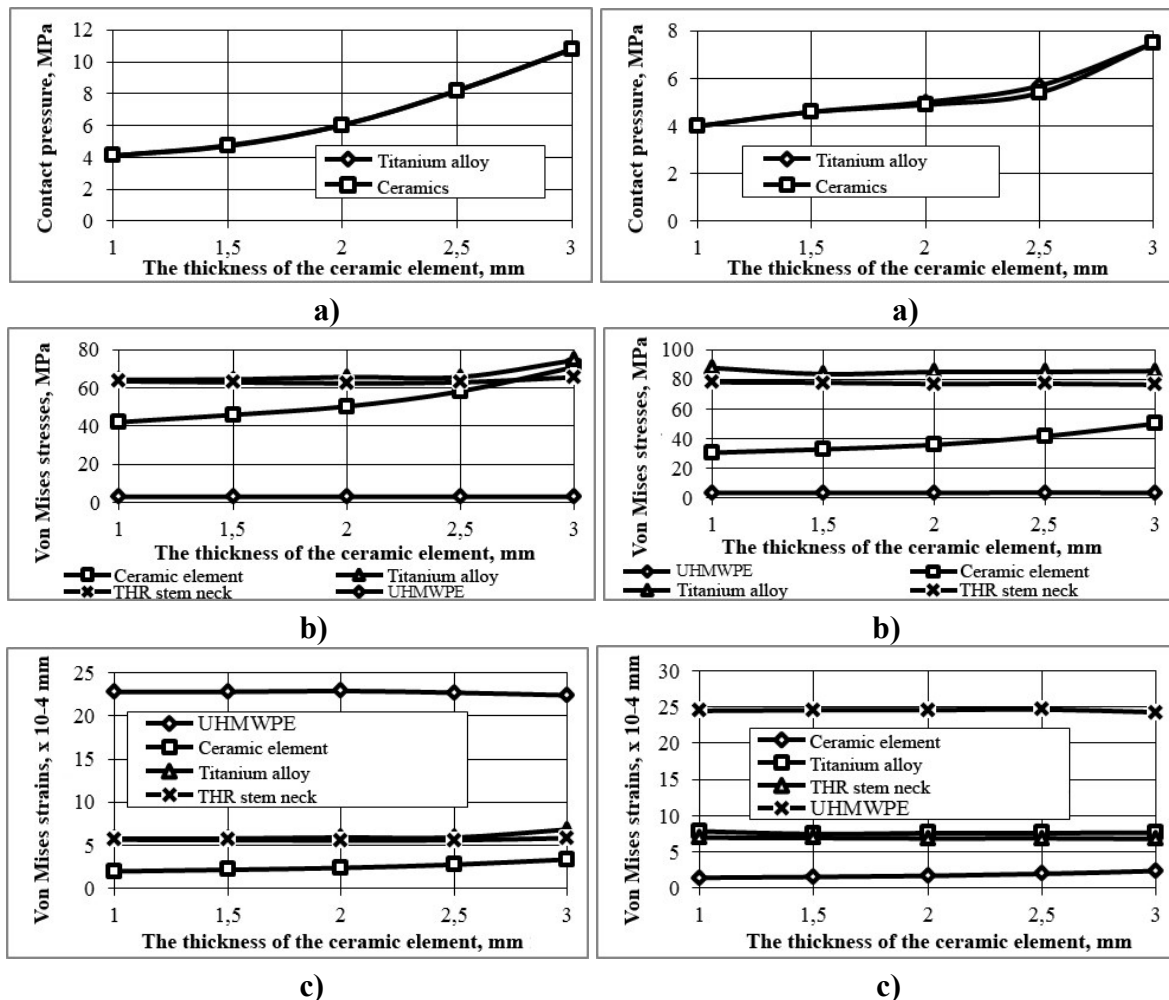 Contact pressure, MPa
12
10
8
6
4
2
0
Titanium alloy
Ceramics
1 1,5 2 2,5 3
The thickness of the ceramic element, mm
a)
Contact pressure, MPa
8
6
4
2
0
Titanium alloy
Ceramics
1 1,5 2 2,5 3
The thickness of the ceramic element, mm
a)
Von Mises stresses, MPa
80
60
40
20
0
1 1,5 2 2,5 3
The thickness of the ceramic element, mm
Ceramic element Titanium alloy
THR stem neck UHMWPE
b)
Von Mises stresses, MPa
100
80
60
40
20
0
1 1,5 2 2,5 3
The thickness of the ceramic element, mm
UHMWPE Ceramic element
Titanium alloy THR stem neck
b)
Von Mises strains, x 10-4 mm
25
20
15
10
5
0
UHMWPE
Ceramic element
Titanium alloy
THR stem neck
1 1,5 2 2,5 3
The thickness of the ceramic element, mm
c)
Von Mises strains, x 10-4 mm
30
25
20
15
10
5
0
Ceramic element
Titanium alloy
THR stem neck
UHMWPE
1 1,5 2 2,5 3
The thickness of the ceramic element, mm
c)